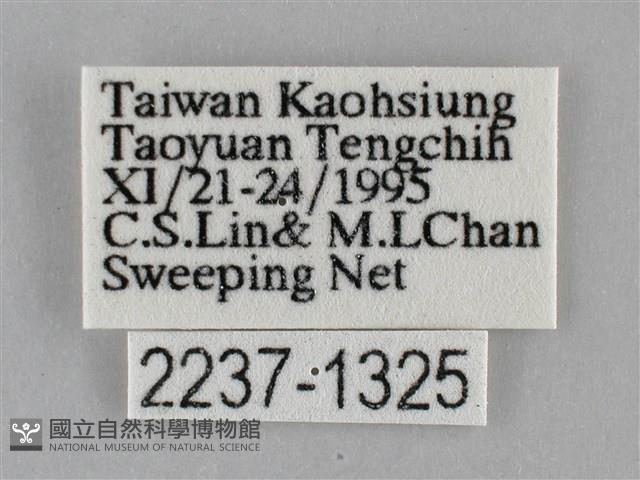 Taiwan Kaohsiung
Taoyuan Tengchih
XI/21-24/1995
C.S.Lin& M.LChan
Sweeping Net
2237-1325
國立自然科學博物館
NATIONAL MUSEUM OF NATURAL SCIENCE